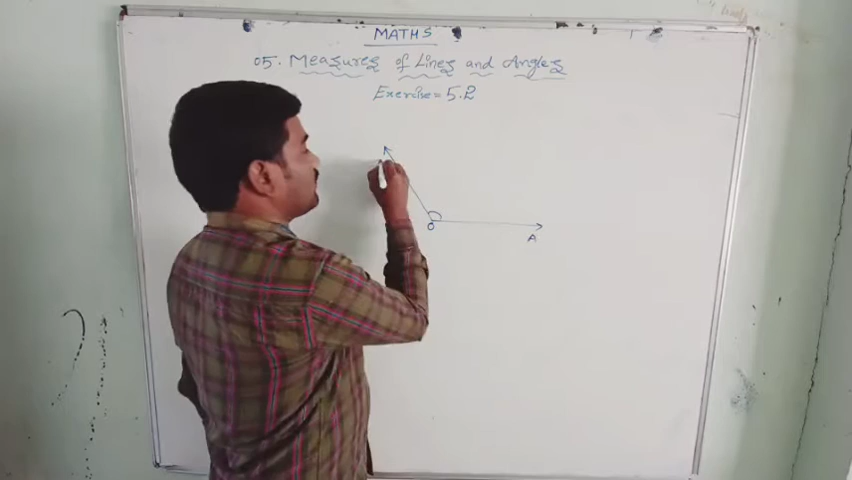 MATHS
05. Measures of Lines and Angles
Exercise = 5.2
O
A